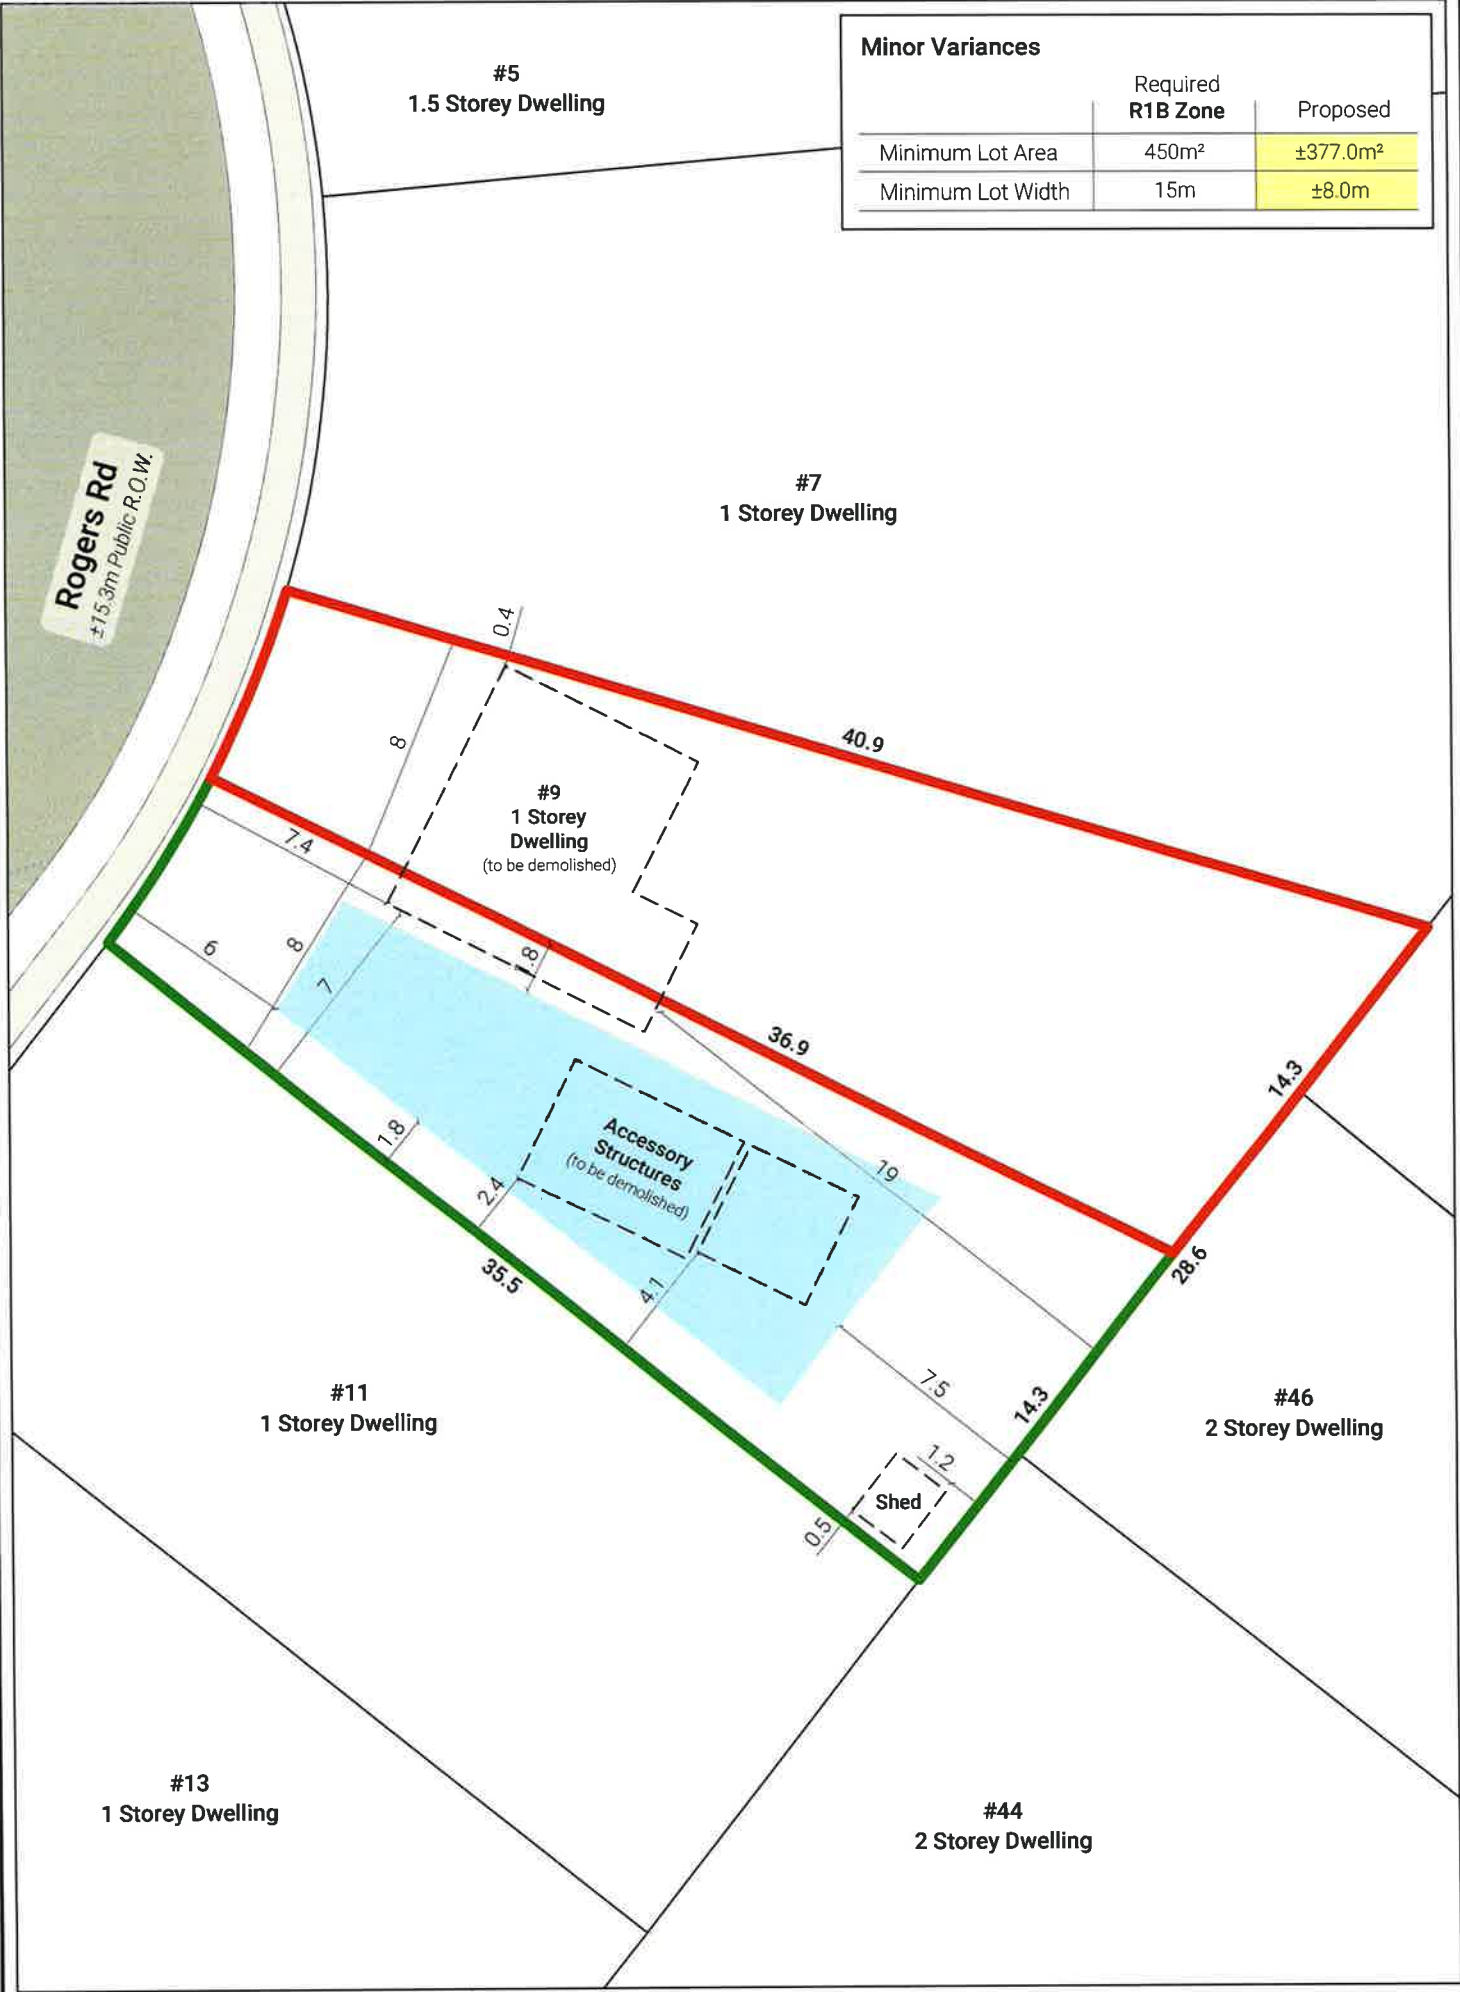 Minor Variances
Required
R1B Zone
Proposed
Minimum Lot Area
450m²
±377.0m²
Minimum Lot Width
15m
±8.0m
#5
1.5 Storey Dwelling
Rogers Rd
±15.3m Public R.O.W.
#7
1 Storey Dwelling
0.4
8
40.9
#9
1 Storey
Dwelling
(to be demolished)
7.4
6
8
7
1.8
36.9
14.3
1.8
2.4
Accessory
Structures
(to be demolished)
19
28.6
35.5
4.1
7.5
14.3
1.2
Shed
0.5
#11
1 Storey Dwelling
#46
2 Storey Dwelling
#13
1 Storey Dwelling
#44
2 Storey Dwelling